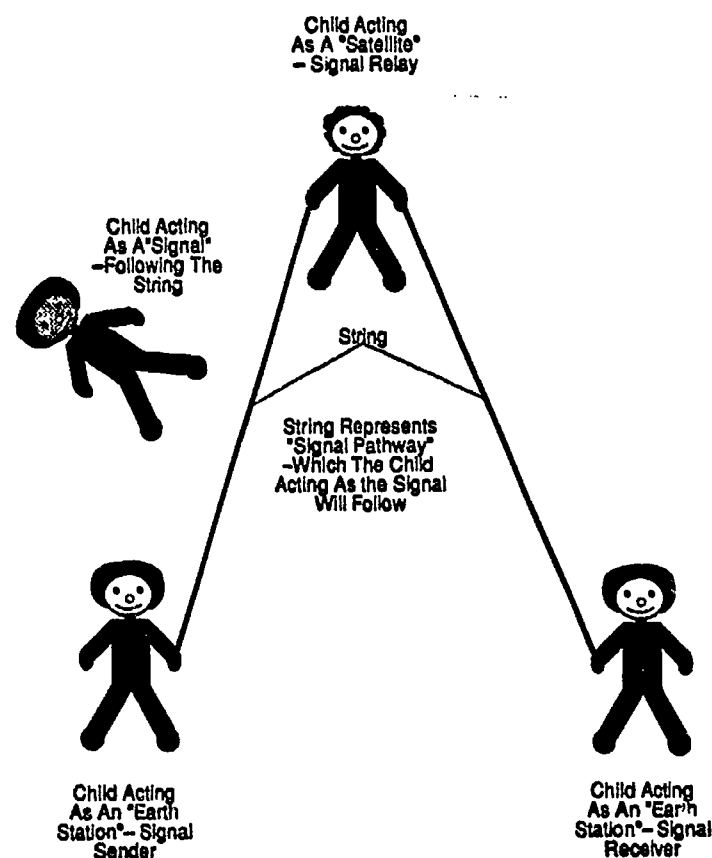 Child Acting
As A "Satellite"
– Signal Relay
Child Acting
As A"Signal"
–Following The
String
String
String Represents
"Signal Pathway"
–Which The Child
Acting As the Signal
Will Follow
Child Acting
As An "Earth
Station"– Signal
Sender
Child Acting
As An "Earth
Station"– Signal
Receiver